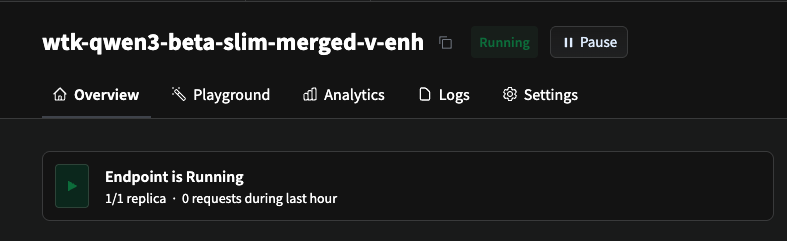 wtk-qwen3-beta-slim-merged-v-enh Running Pause
Overview Playground Analytics Logs Settings
Endpoint is Running
1/1 replica · 0 requests during last hour